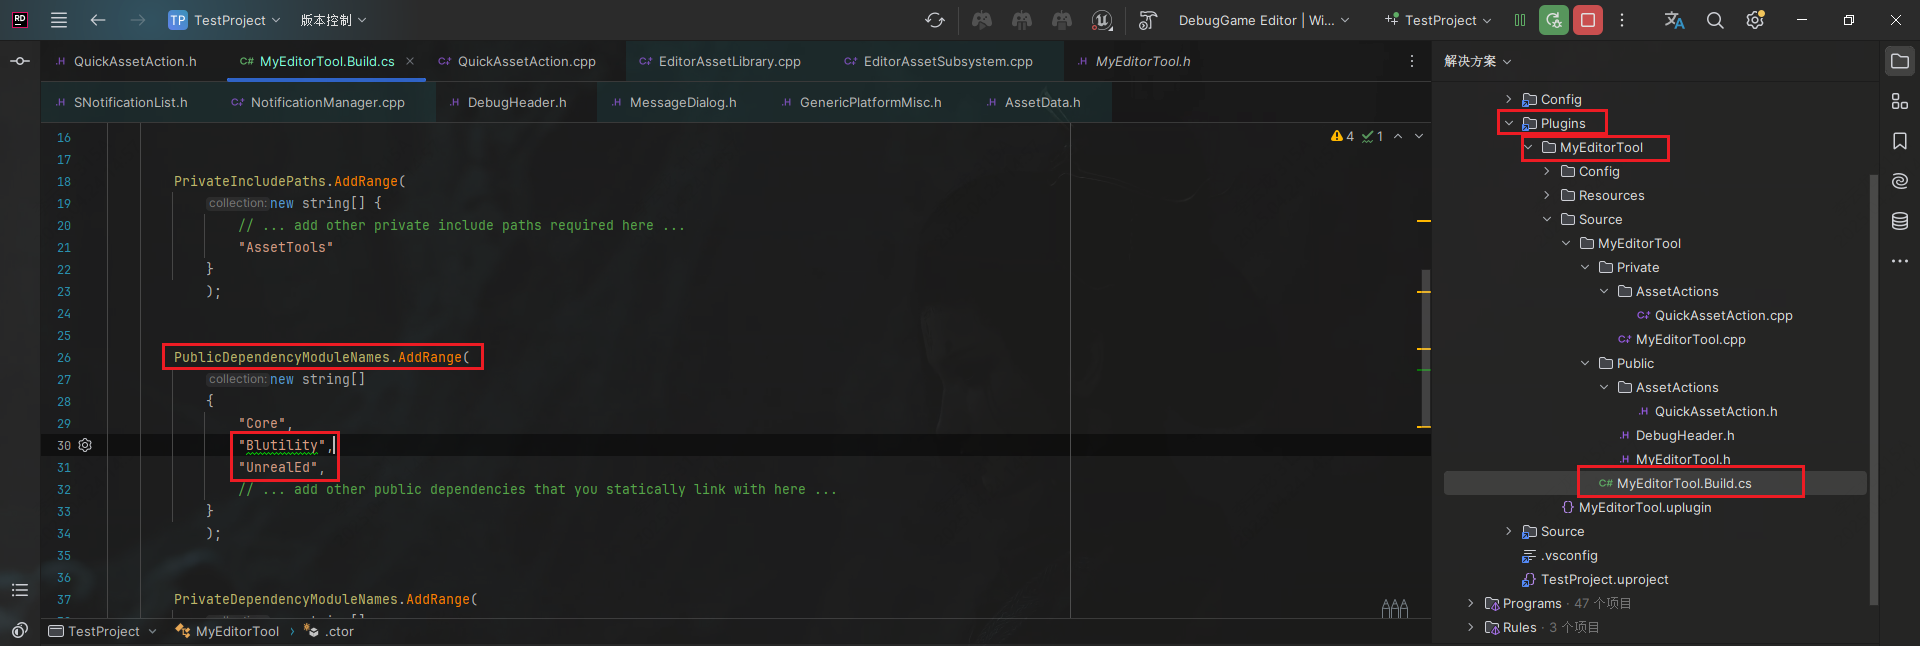 RD TP TestProject 版本控制 DebugGame Editor | Wi... TestProject
QuickAssetAction.h C# MyEditorTool.Build.cs QuickAssetAction.cpp EditorAssetLibrary.cpp EditorAssetSubsystem.cpp .H MyEditorTool.h
.H SNotificationList.h C+ NotificationManager.cpp .H DebugHeader.h .H MessageDialog.h .H GenericPlatformMisc.h .H AssetData.h
4 1
16
17
18 PrivateIncludePaths.AddRange(
19 collection: new string[] {
20 // ... add other private include paths required here ...
21 "AssetTools"
22 }
23 );
24
25
26 PublicDependencyModuleNames.AddRange(
27 collection: new string[]
28 {
29 "Core",
30 "Blutility",
31 "UnrealEd",
32 // ... add other public dependencies that you statically link with here ...
33 }
34 );
35
36
37 PrivateDependencyModuleNames.AddRange(
TestProject MyEditorTool .ctor
解决方案
Config
Plugins
MyEditorTool
Config
Resources
Source
MyEditorTool
Private
AssetActions
C+ QuickAssetAction.cpp
C+ MyEditorTool.cpp
Public
AssetActions
.H QuickAssetAction.h
.H DebugHeader.h
.H MyEditorTool.h
C# MyEditorTool.Build.cs
MyEditorTool.uplugin
Source
.vsconfig
TestProject.uproject
Programs · 47 个项目
Rules · 3 个项目